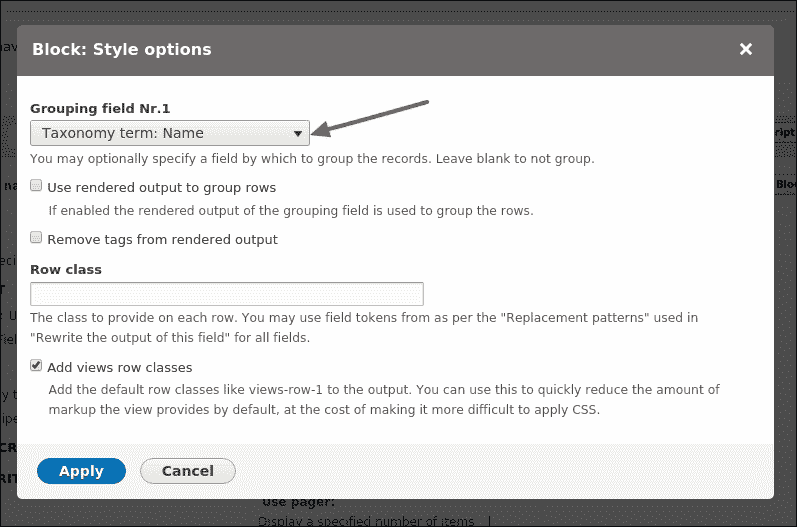 Block: Style options
Grouping field Nr.1
Taxonomy term: Name
You may optionally specify a field by which to group the records. Leave blank to not group.
Use rendered output to group rows
If enabled the rendered output of the grouping field is used to group the rows.
Remove tags from rendered output
Row class
The class to provide on each row. You may use field tokens from as per the "Replacement patterns" used in
"Rewrite the output of this field" for all fields.
Add views row classes
Add the default row classes like views-row-1 to the output. You can use this to quickly reduce the amount of
markup the view provides by default, at the cost of making it more difficult to apply CSS.
Apply Cancel
Use pager:
Display a specified number of items |